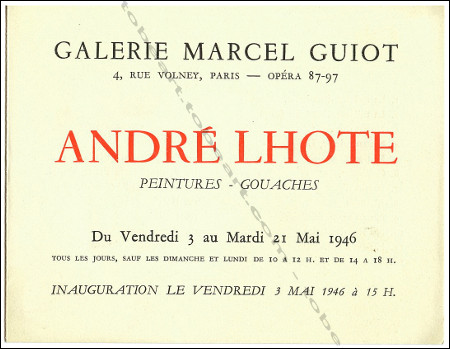 GALERIE MARCEL GUIOT
4, RUE VOLNEY, PARIS — OPÉRA 87-97
ANDRÉ LHOTE
PEINTURES - GOUACHES
Du Vendredi 3 au Mardi 21 Mai 1946
TOUS LES JOURS, SAUF LES DIMANCHE ET LUNDI DE 10 A 12 H. ET DE 14 A 18 H.
INAUGURATION LE VENDREDI 3 MAI 1946 à 15 H.